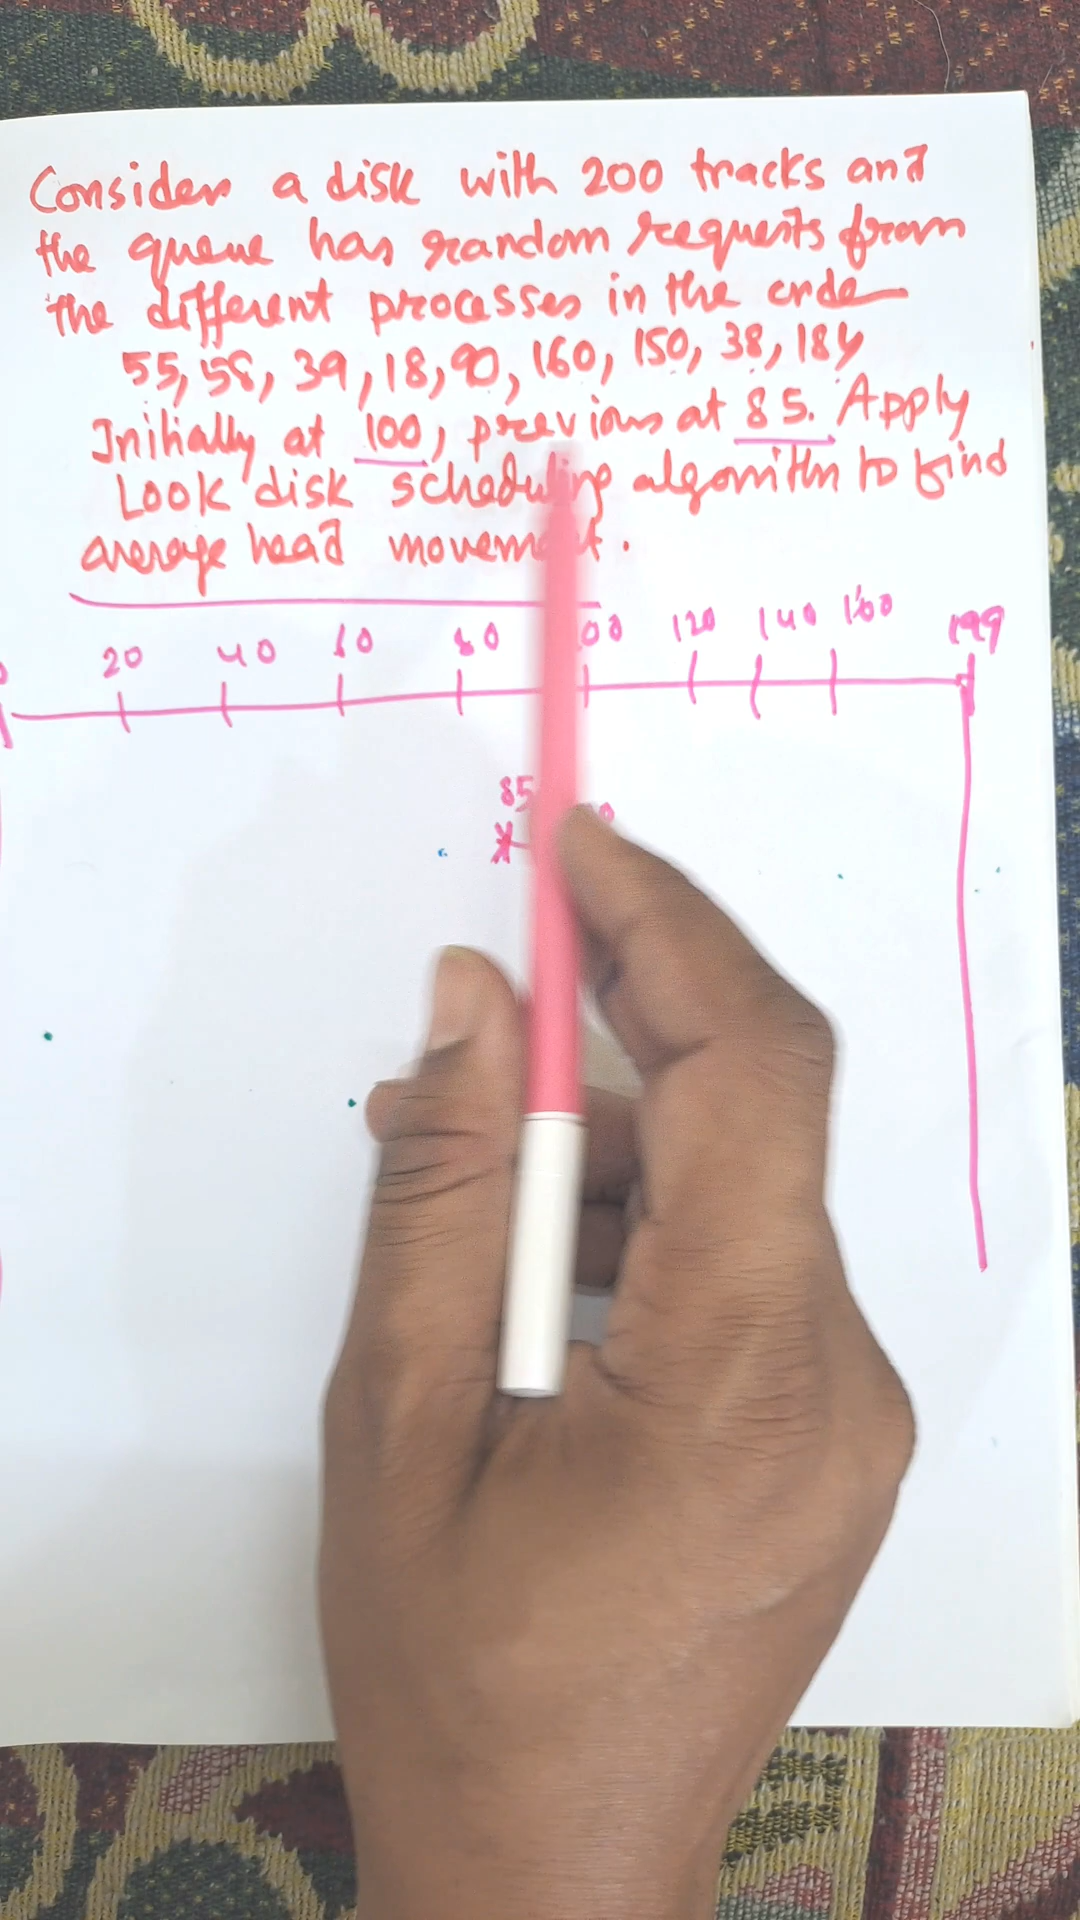 Consider a disk with 200 tracks and
the queue has random requests from
the different processes in the order
55, 58, 39, 18, 90, 160, 150, 38, 184
Initially at 100, previous at 85. Apply
Look disk scheduling algorithm to find
average head movement.
20 40 60 80 100 120 140 160 199
85